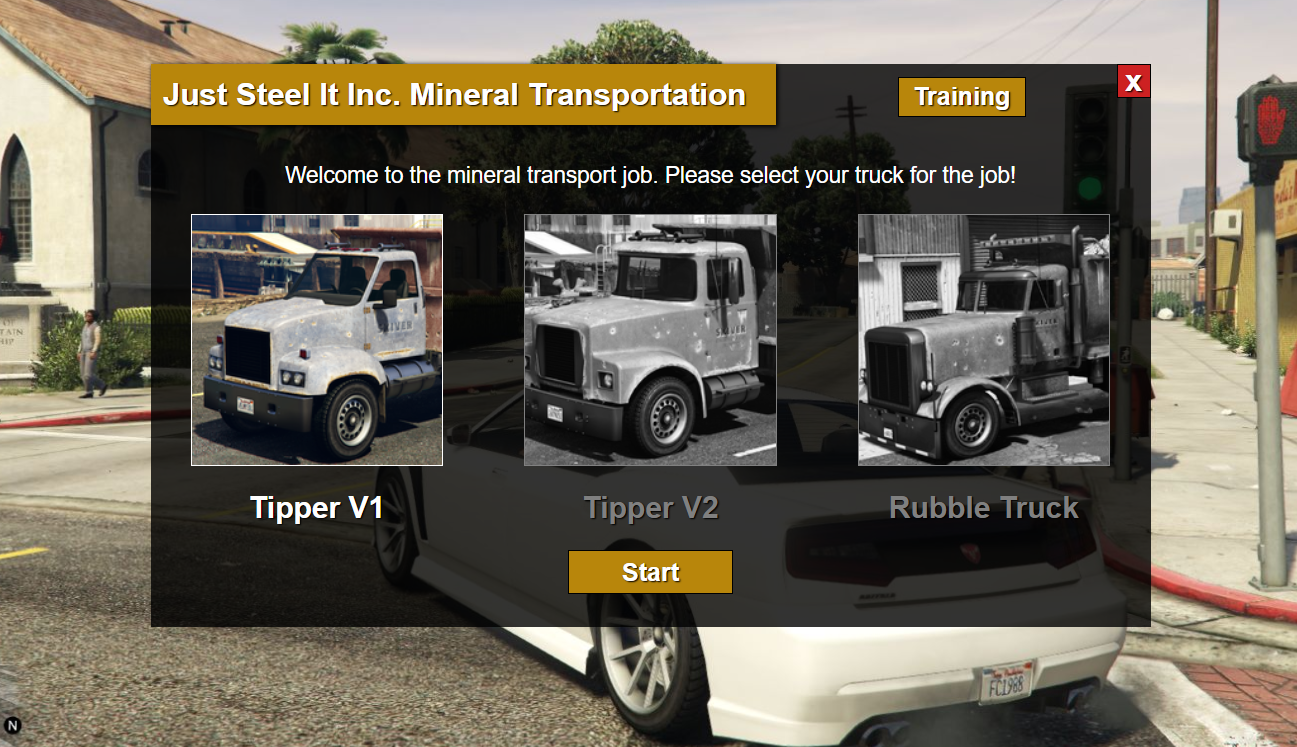 Just Steel It Inc. Mineral Transportation
Training
X
Welcome to the mineral transport job. Please select your truck for the job!
Tipper V1
Tipper V2
Rubble Truck
Start
FC1988
N